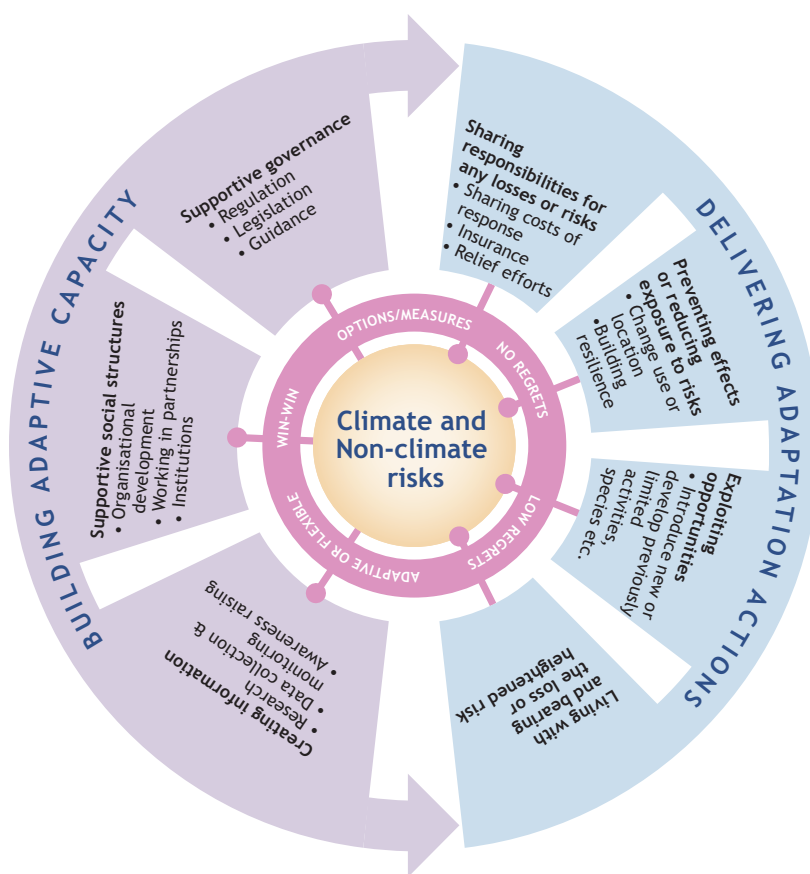 BUILDING ADAPTIVE CAPACITY
Supportive governance
• Regulation
• Legislation
• Guidance
Supportive social structures
• Organisational
development
• Working in partnerships
• Institutions
Creating information
• Research
• Data collection &
monitoring
• Awareness raising
DELIVERING ADAPTATION ACTIONS
Sharing
responsibilities for
any losses or risks
• Sharing costs of
response
• Insurance
• Relief efforts
Preventing effects
or reducing
exposure to risks
• Change use or
location
• Building
resilience
Exploiting
opportunities
• Introduce new or
develop previously
limited
activities,
species etc.
Living with
and bearing
the loss or
heightened risk
OPTIONS/MEASURES
NO REGRETS
LOW REGRETS
ADAPTIVE OR FLEXIBLE
WIN-WIN
Climate and
Non-climate
risks